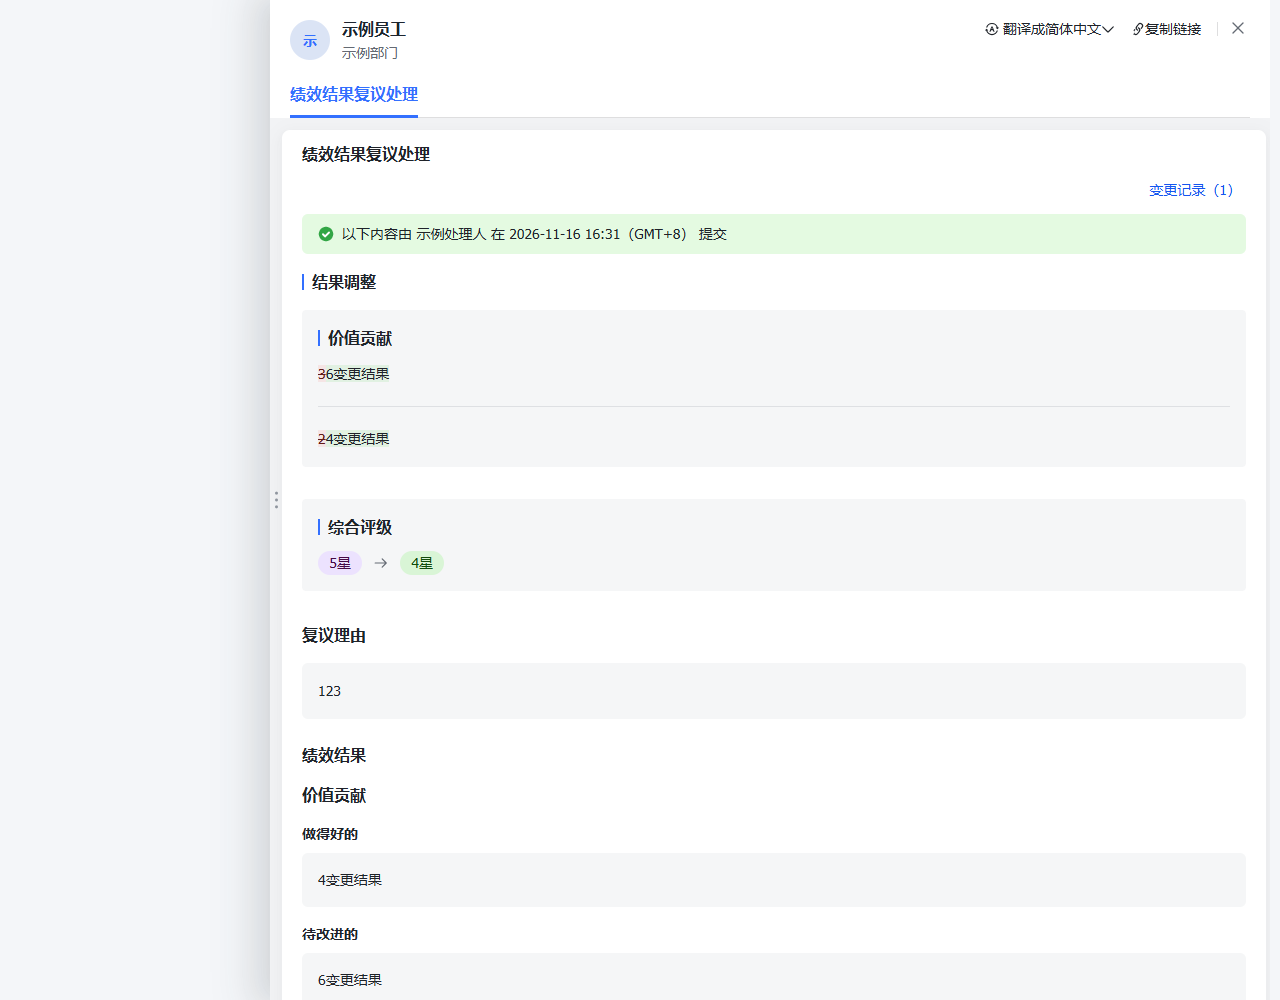 示
示例员工
示例部门
翻译成简体中文
复制链接
绩效结果复议处理
绩效结果复议处理
变更记录（1）
以下内容由 示例处理人 在 2026-11-16 16:31（GMT+8） 提交
结果调整
价值贡献
36变更结果
24变更结果
综合评级
5星 → 4星
复议理由
123
绩效结果
价值贡献
做得好的
4变更结果
待改进的
6变更结果